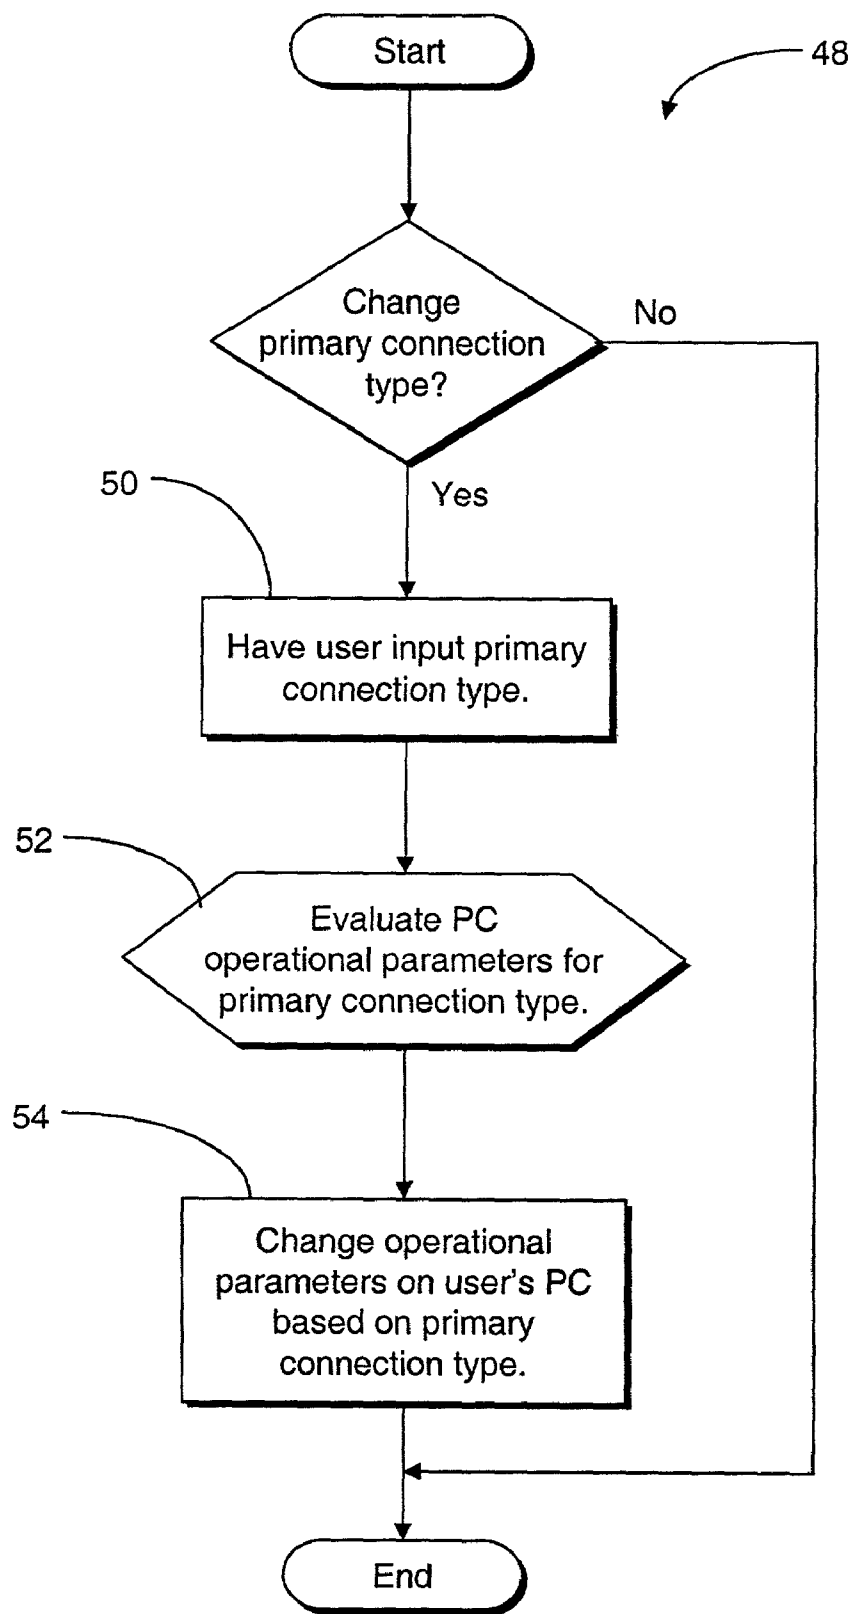 Start
48
Change
primary connection
type?
No
Yes
50
Have user input primary
connection type.
52
Evaluate PC
operational parameters for
primary connection type.
54
Change operational
parameters on user's PC
based on primary
connection type.
End